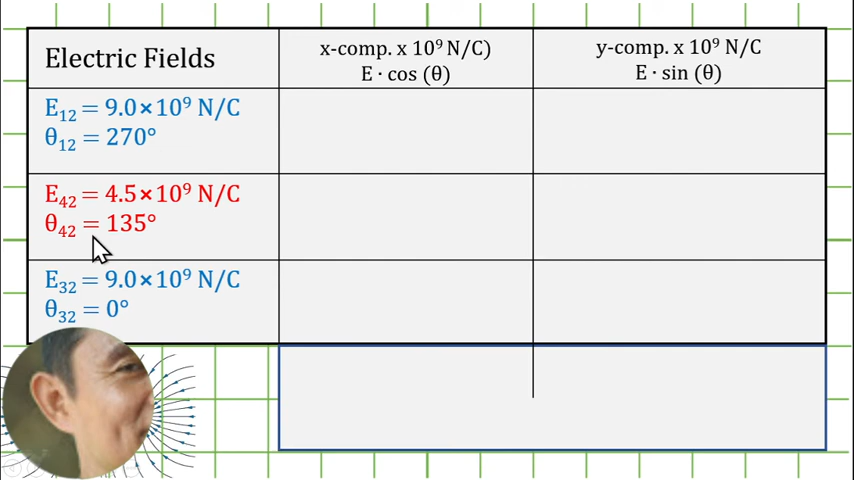 Electric Fields
x-comp. x 10⁹ N/C)
E · cos (θ)
y-comp. x 10⁹ N/C
E · sin (θ)
E₁₂ = 9.0×10⁹ N/C
θ₁₂ = 270°
E₄₂ = 4.5×10⁹ N/C
θ₄₂ = 135°
E₃₂ = 9.0×10⁹ N/C
θ₃₂ = 0°